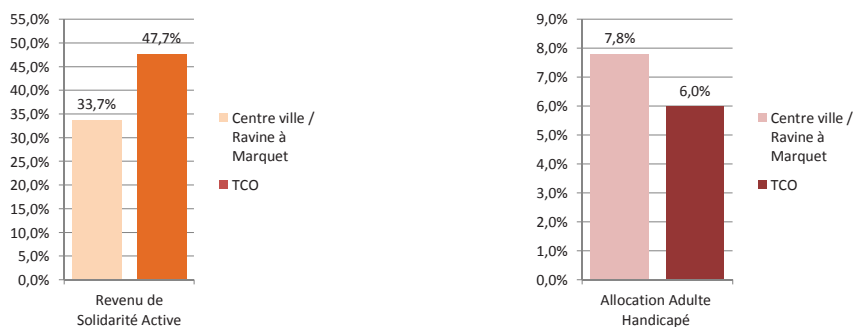 55,0%
50,0%
45,0%
40,0%
35,0%
30,0%
25,0%
20,0%
15,0%
10,0%
5,0%
0,0%
33,7%
47,7%
Revenu de
Solidarité Active
Centre ville /
Ravine à
Marquet
TCO
9,0%
8,0%
7,0%
6,0%
5,0%
4,0%
3,0%
2,0%
1,0%
0,0%
7,8%
6,0%
Allocation Adulte
Handicapé
Centre ville /
Ravine à
Marquet
TCO